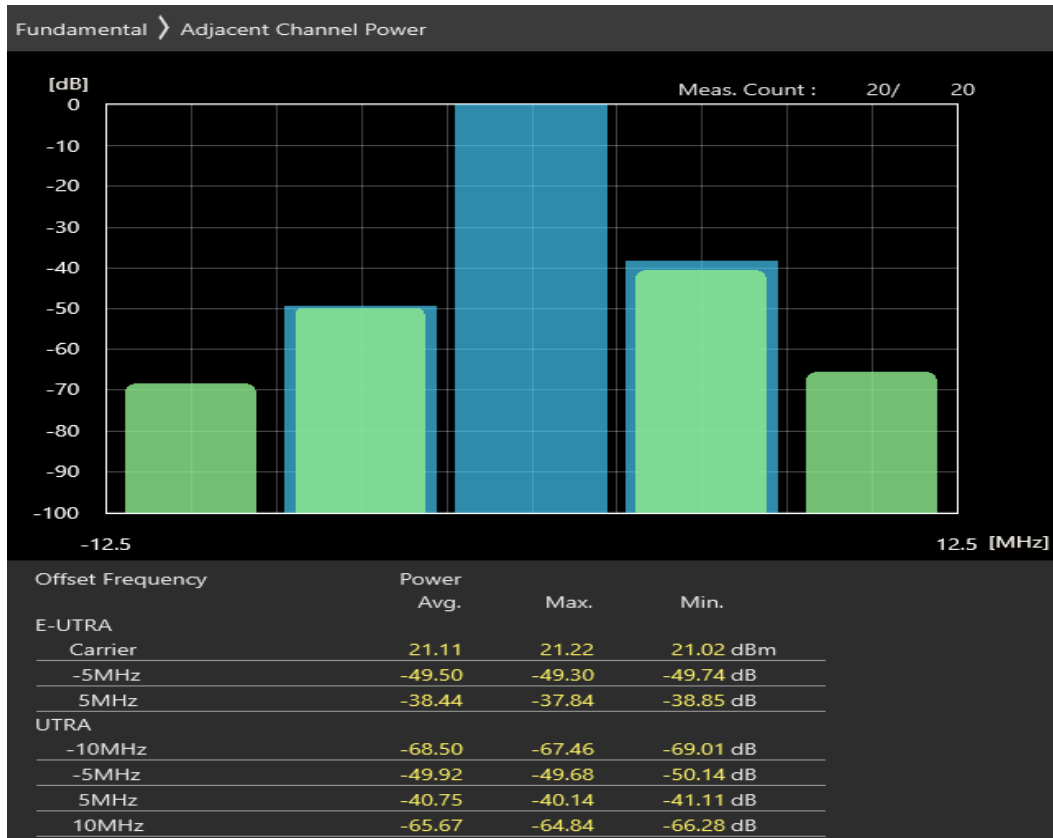 Fundamental 〉 Adjacent Channel Power
[dB]
Meas. Count : 20/ 20
0
-10
-20
-30
-40
-50
-60
-70
-80
-90
-100
-12.5 12.5 [MHz]
Offset Frequency Power
Avg. Max. Min.
E-UTRA
Carrier 21.11 21.22 21.02 dBm
-5MHz -49.50 -49.30 -49.74 dB
5MHz -38.44 -37.84 -38.85 dB
UTRA
-10MHz -68.50 -67.46 -69.01 dB
-5MHz -49.92 -49.68 -50.14 dB
5MHz -40.75 -40.14 -41.11 dB
10MHz -65.67 -64.84 -66.28 dB